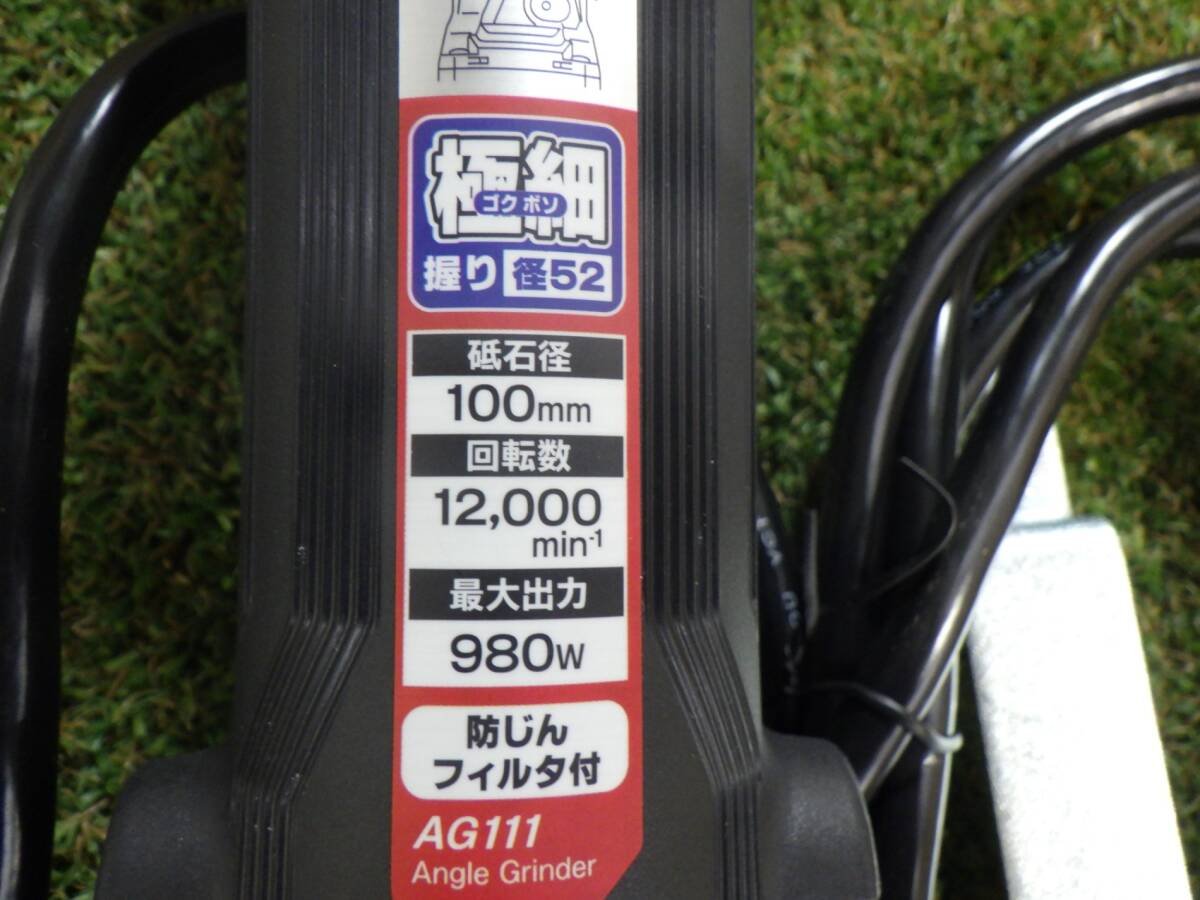 極細
ゴクボソ
握り 径52
砥石径
100mm
回転数
12,000
min-1
最大出力
980W
防じん
フィルタ付
AG111
Angle Grinder